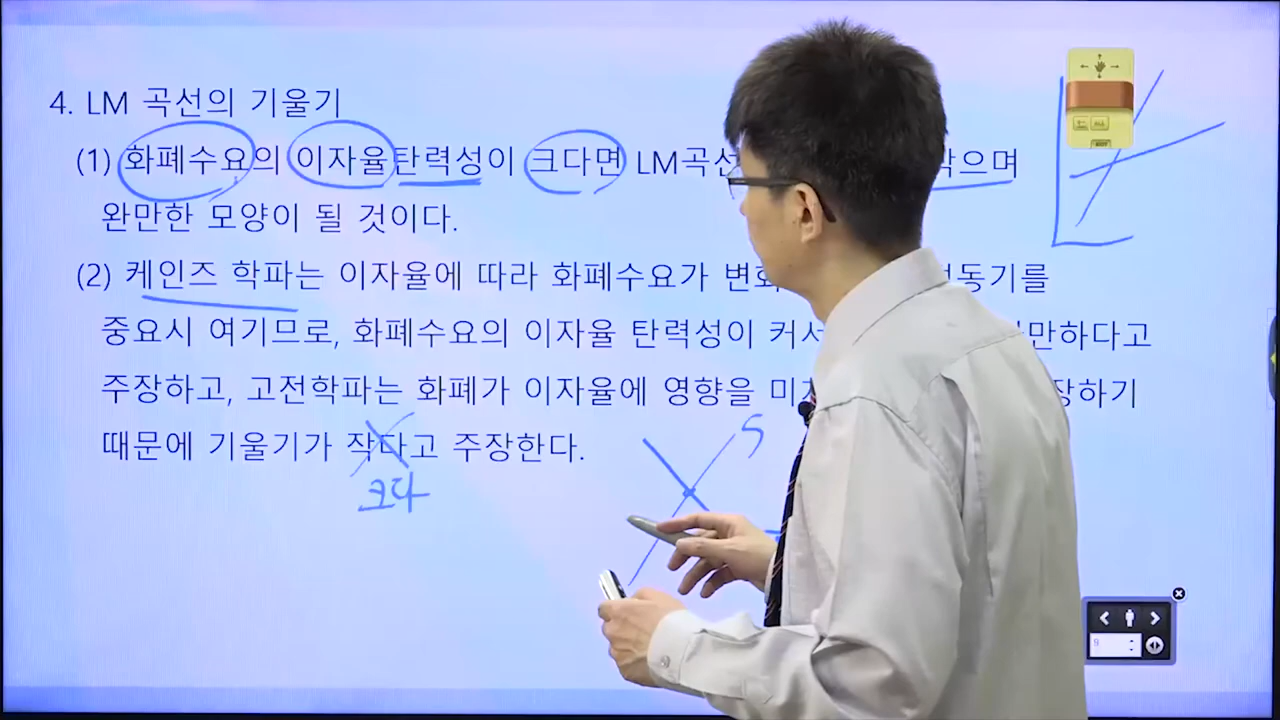 4. LM 곡선의 기울기
(1) 화폐수요의 이자율탄력성이 크다면 LM곡선 작으며
완만한 모양이 될 것이다.
(2) 케인즈 학파는 이자율에 따라 화폐수요가 변화 동기를
중요시 여기므로, 화폐수요의 이자율 탄력성이 커서 완만하다고
주장하고, 고전학파는 화폐가 이자율에 영향을 미치 주장하기
때문에 기울기가 작다고 주장한다.
크다
S